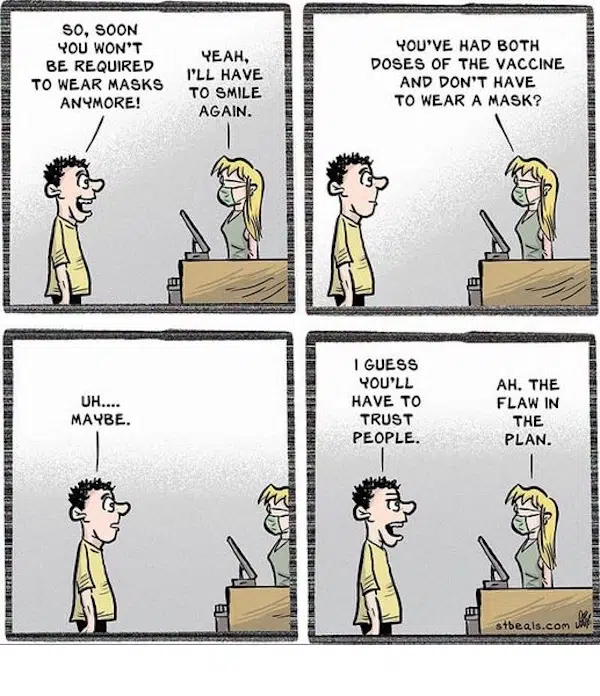 SO, SOON
YOU WON'T
BE REQUIRED
TO WEAR MASKS
ANYMORE!
YEAH,
I'LL HAVE
TO SMILE
AGAIN.
YOU'VE HAD BOTH
DOSES OF THE VACCINE
AND DON'T HAVE
TO WEAR A MASK?
UH....
MAYBE.
I GUESS
YOU'LL
HAVE TO
TRUST
PEOPLE.
AH. THE
FLAW IN
THE
PLAN.
stbeals.com